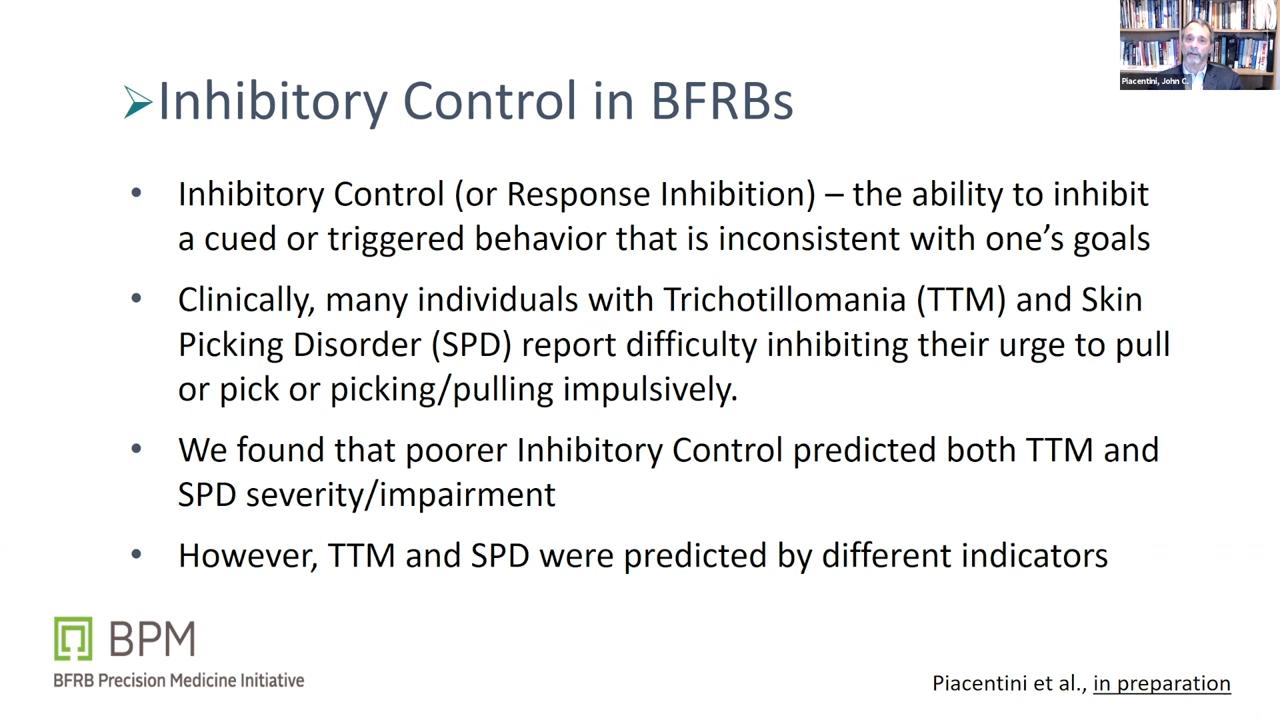 Piacentini, John C.
➢Inhibitory Control in BFRBs
• Inhibitory Control (or Response Inhibition) – the ability to inhibit
a cued or triggered behavior that is inconsistent with one’s goals
• Clinically, many individuals with Trichotillomania (TTM) and Skin
Picking Disorder (SPD) report difficulty inhibiting their urge to pull
or pick or picking/pulling impulsively.
• We found that poorer Inhibitory Control predicted both TTM and
SPD severity/impairment
• However, TTM and SPD were predicted by different indicators
BPM
BFRB Precision Medicine Initiative
Piacentini et al., in preparation